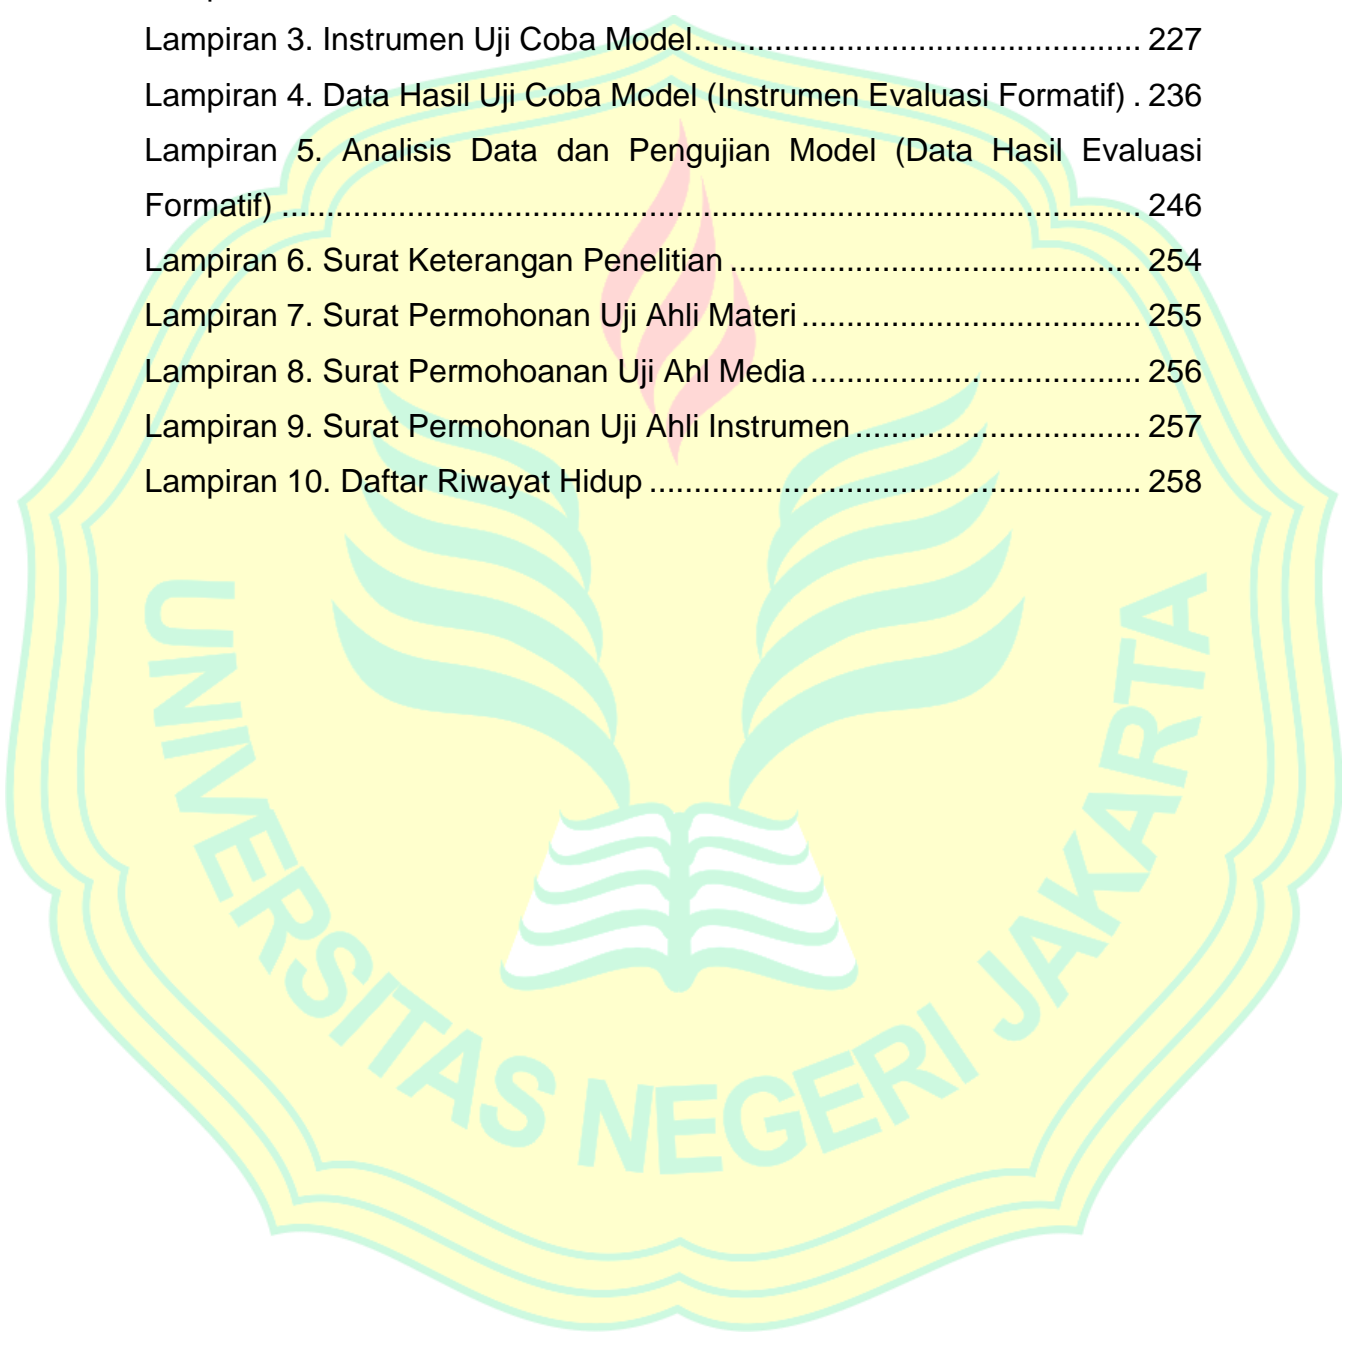 Lampiran 3. Instrumen Uji Coba Model.................................................. 227
Lampiran 4. Data Hasil Uji Coba Model (Instrumen Evaluasi Formatif) . 236
Lampiran 5. Analisis Data dan Pengujian Model (Data Hasil Evaluasi
Formatif) ............................................................................................... 246
Lampiran 6. Surat Keterangan Penelitian .............................................. 254
Lampiran 7. Surat Permohonan Uji Ahli Materi ...................................... 255
Lampiran 8. Surat Permohoanan Uji Ahl Media ..................................... 256
Lampiran 9. Surat Permohonan Uji Ahli Instrumen ................................ 257
Lampiran 10. Daftar Riwayat Hidup ....................................................... 258
UNIVERSITAS NEGERI JAKARTA